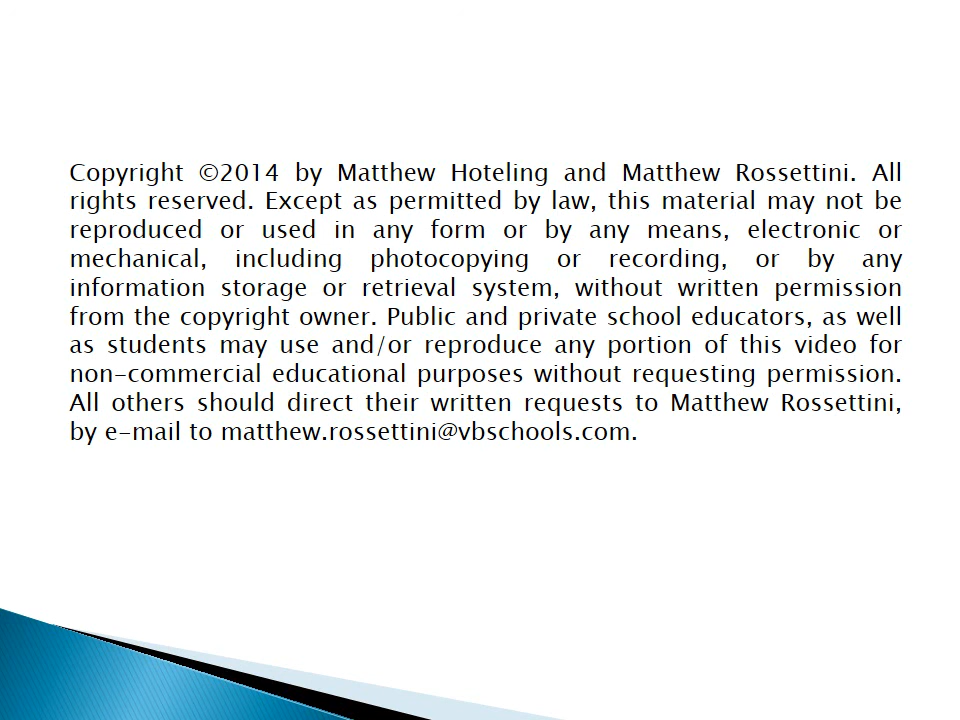 Copyright ©2014 by Matthew Hoteling and Matthew Rossettini. All
rights reserved. Except as permitted by law, this material may not be
reproduced or used in any form or by any means, electronic or
mechanical, including photocopying or recording, or by any
information storage or retrieval system, without written permission
from the copyright owner. Public and private school educators, as well
as students may use and/or reproduce any portion of this video for
non-commercial educational purposes without requesting permission.
All others should direct their written requests to Matthew Rossettini,
by e-mail to matthew.rossettini@vbschools.com.